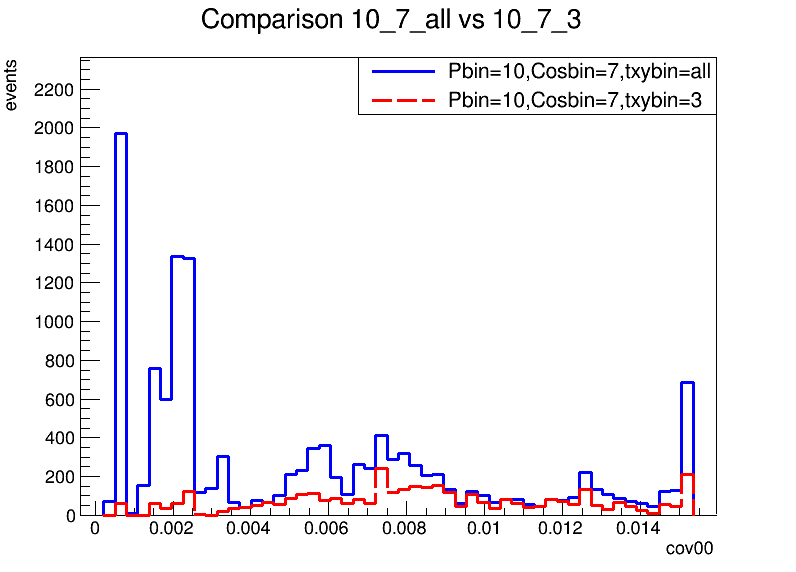 Comparison 10_7_all vs 10_7_3
events
Pbin=10,Cosbin=7,txybin=all
Pbin=10,Cosbin=7,txybin=3
2200
2000
1800
1600
1400
1200
1000
800
600
400
200
0
0 0.002 0.004 0.006 0.008 0.01 0.012 0.014
cov00